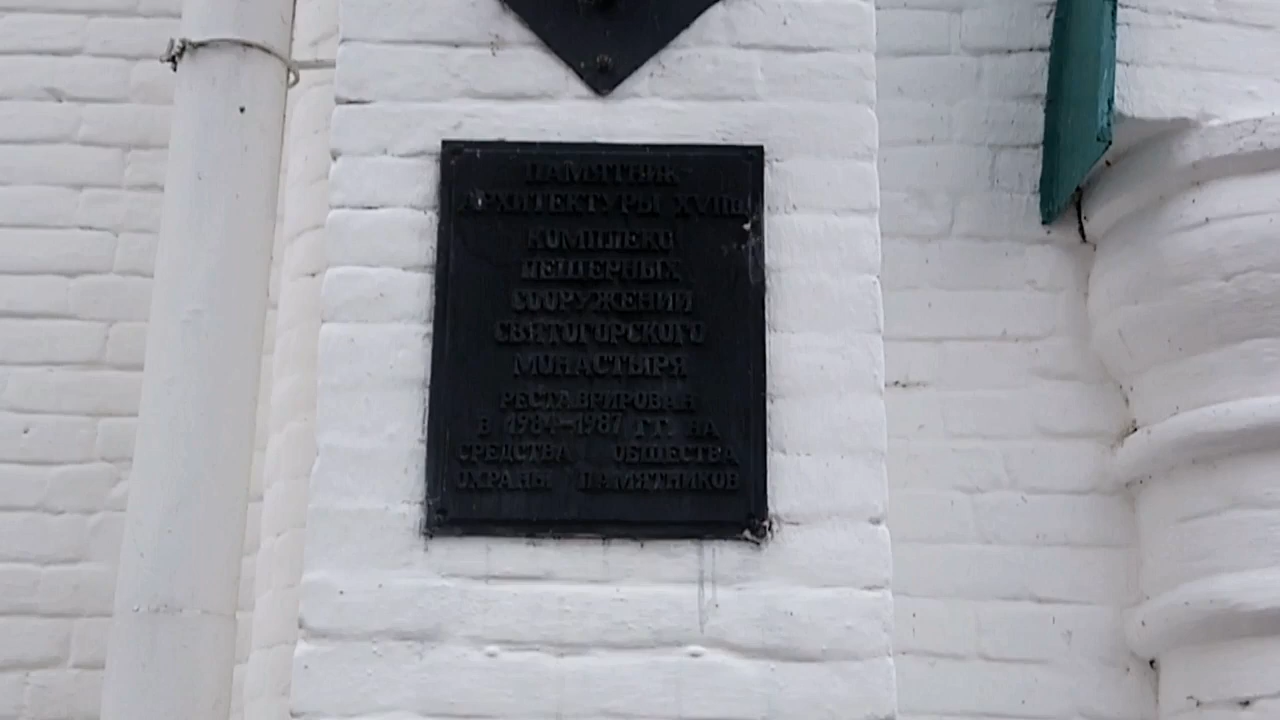 ПАМЯТНИК
АРХИТЕКТУРЫ XVIIв.
КОМПЛЕКС
ПЕЩЕРНЫХ
СООРУЖЕНИЙ
СВЯТОГОРСКОГО
МОНАСТЫРЯ
РЕСТАВРИРОВАН
В 1984–1987 ГГ. НА
СРЕДСТВА ОБЩЕСТВА
ОХРАНЫ ПАМЯТНИКОВ